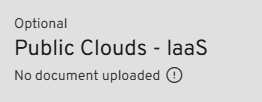 Optional
Public Clouds - IaaS
No document uploaded